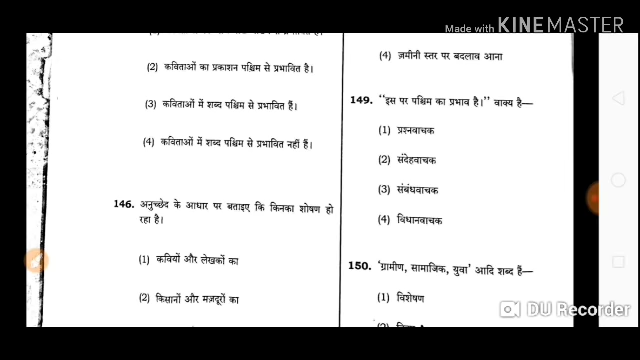 Made with KINEMASTER
(2) कविताओं का प्रकाशन पश्चिम से प्रभावित है।
(3) कविताओं में शब्द पश्चिम से प्रभावित हैं।
(4) कविताओं में शब्द पश्चिम से प्रभावित नहीं हैं।
146. अनुच्छेद के आधार पर बताइए कि किनका शोषण हो
रहा है।
(1) कवियों और लेखकों का
(2) किसानों और मज़दूरों का
(4) ज़मीनी स्तर पर बदलाव आना
149. ‘‘इस पर पश्चिम का प्रभाव है।’’ वाक्य है—
(1) प्रश्नवाचक
(2) संदेहवाचक
(3) संबंधवाचक
(4) विधानवाचक
150. ‘ग्रामीण, सामाजिक, युवा’ आदि शब्द हैं—
(1) विशेषण
DU Recorder